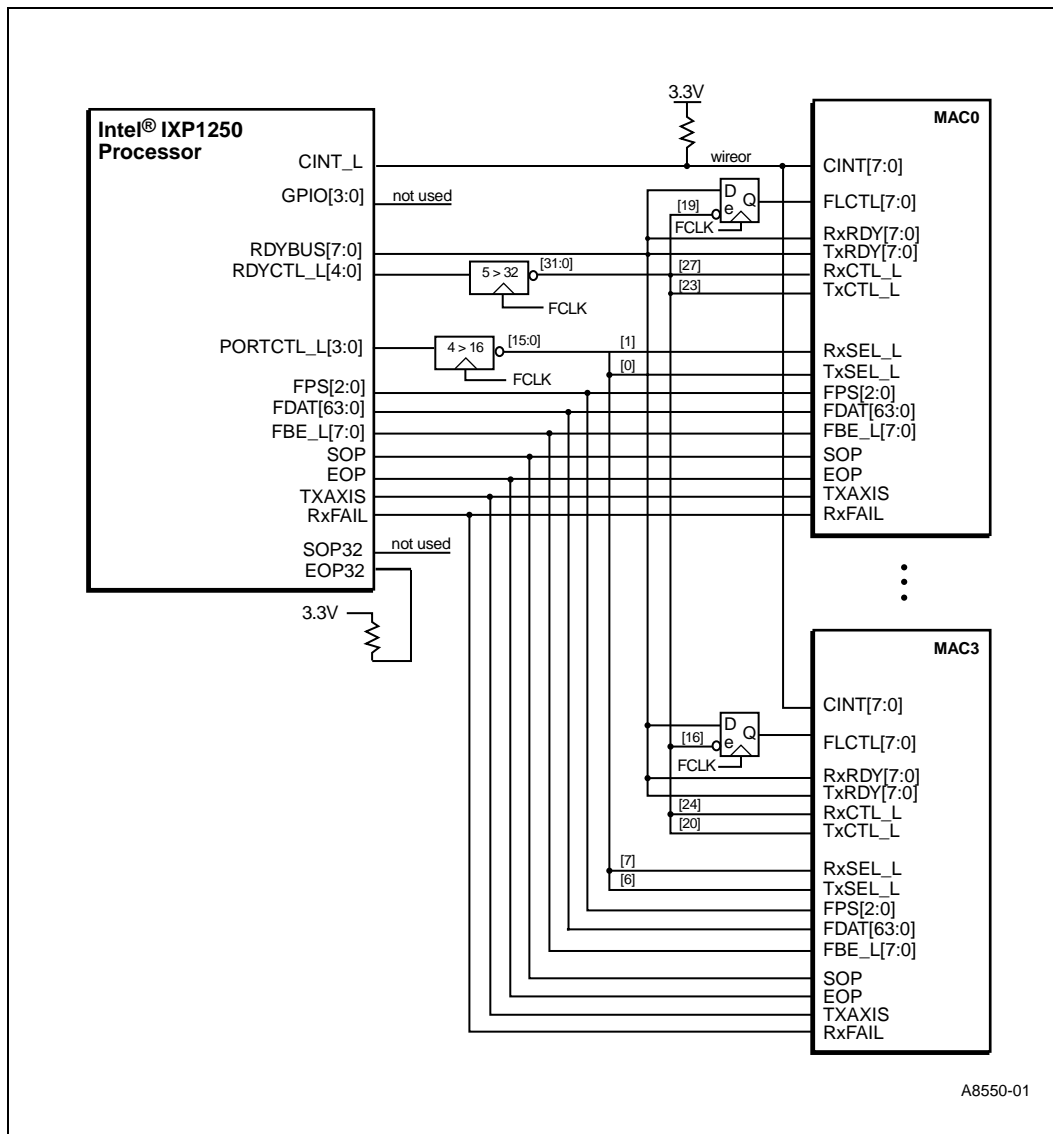 Intel® IXP1250
Processor
CINT_L
GPIO[3:0]
not used
RDYBUS[7:0]
RDYCTL_L[4:0]
5 > 32
[31:0]
FCLK
PORTCTL_L[3:0]
4 > 16
[15:0]
FCLK
FPS[2:0]
FDAT[63:0]
FBE_L[7:0]
SOP
EOP
TXAXIS
RxFAIL
SOP32
not used
EOP32
3.3V
3.3V
wireor
D
Q
e
[19]
FCLK
[27]
[23]
[1]
[0]
MAC0
CINT[7:0]
FLCTL[7:0]
RxRDY[7:0]
TxRDY[7:0]
RxCTL_L
TxCTL_L
RxSEL_L
TxSEL_L
FPS[2:0]
FDAT[63:0]
FBE_L[7:0]
SOP
EOP
TXAXIS
RxFAIL
D
Q
e
[16]
FCLK
[24]
[20]
[7]
[6]
MAC3
CINT[7:0]
FLCTL[7:0]
RxRDY[7:0]
TxRDY[7:0]
RxCTL_L
TxCTL_L
RxSEL_L
TxSEL_L
FPS[2:0]
FDAT[63:0]
FBE_L[7:0]
SOP
EOP
TXAXIS
RxFAIL
A8550-01